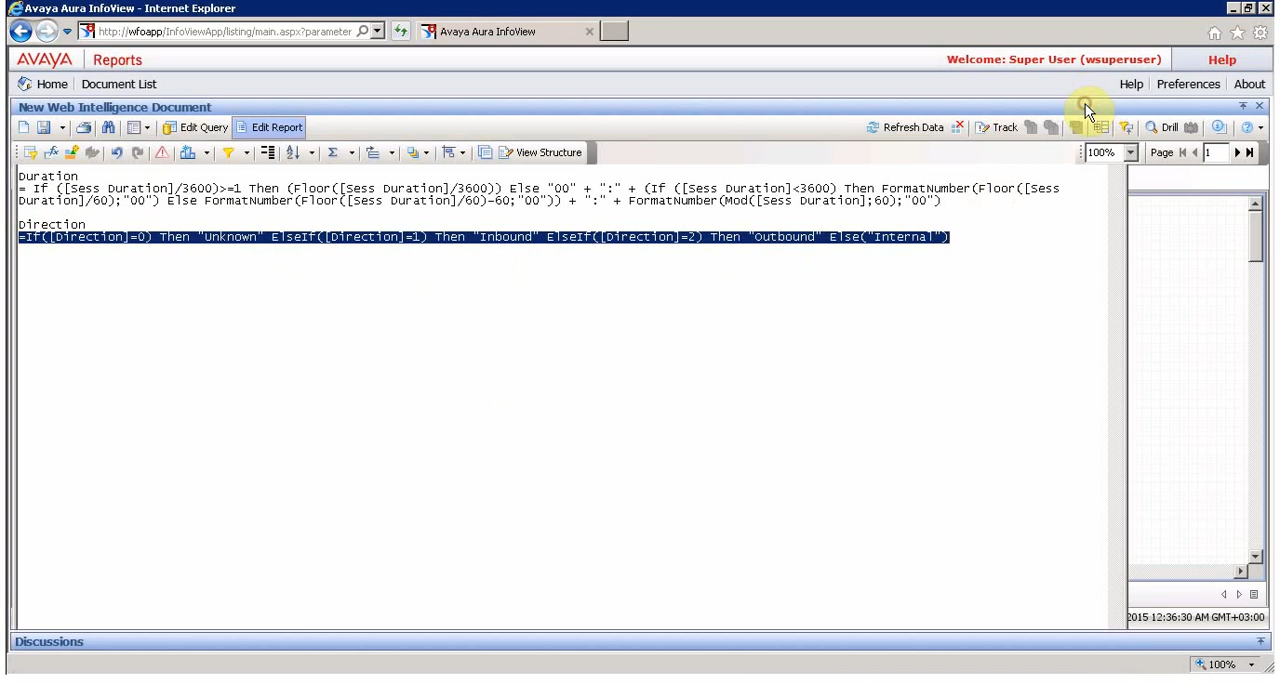 Avaya Aura InfoView - Internet Explorer
http://wfoapp/InfoViewApp/listing/main.aspx?parameter
Avaya Aura InfoView
AVAYA Reports
Welcome: Super User (wsuperuser) Help
Home Document List
Help Preferences About
New Web Intelligence Document
Edit Query Edit Report
Refresh Data Track Drill
View Structure
100% Page 1
Duration
= If ([Sess Duration]/3600)>=1 Then (Floor([Sess Duration]/3600)) Else "00" + ":" + (If ([Sess Duration]<3600) Then FormatNumber(Floor([Sess
Duration]/60);"00") Else FormatNumber(Floor([Sess Duration]/60)-60;"00")) + ":" + FormatNumber(Mod([Sess Duration];60);"00")
Direction
=If([Direction]=0) Then "Unknown" ElseIf([Direction]=1) Then "Inbound" ElseIf([Direction]=2) Then "Outbound" Else("Internal")
2015 12:36:30 AM GMT+03:00
Discussions
100%